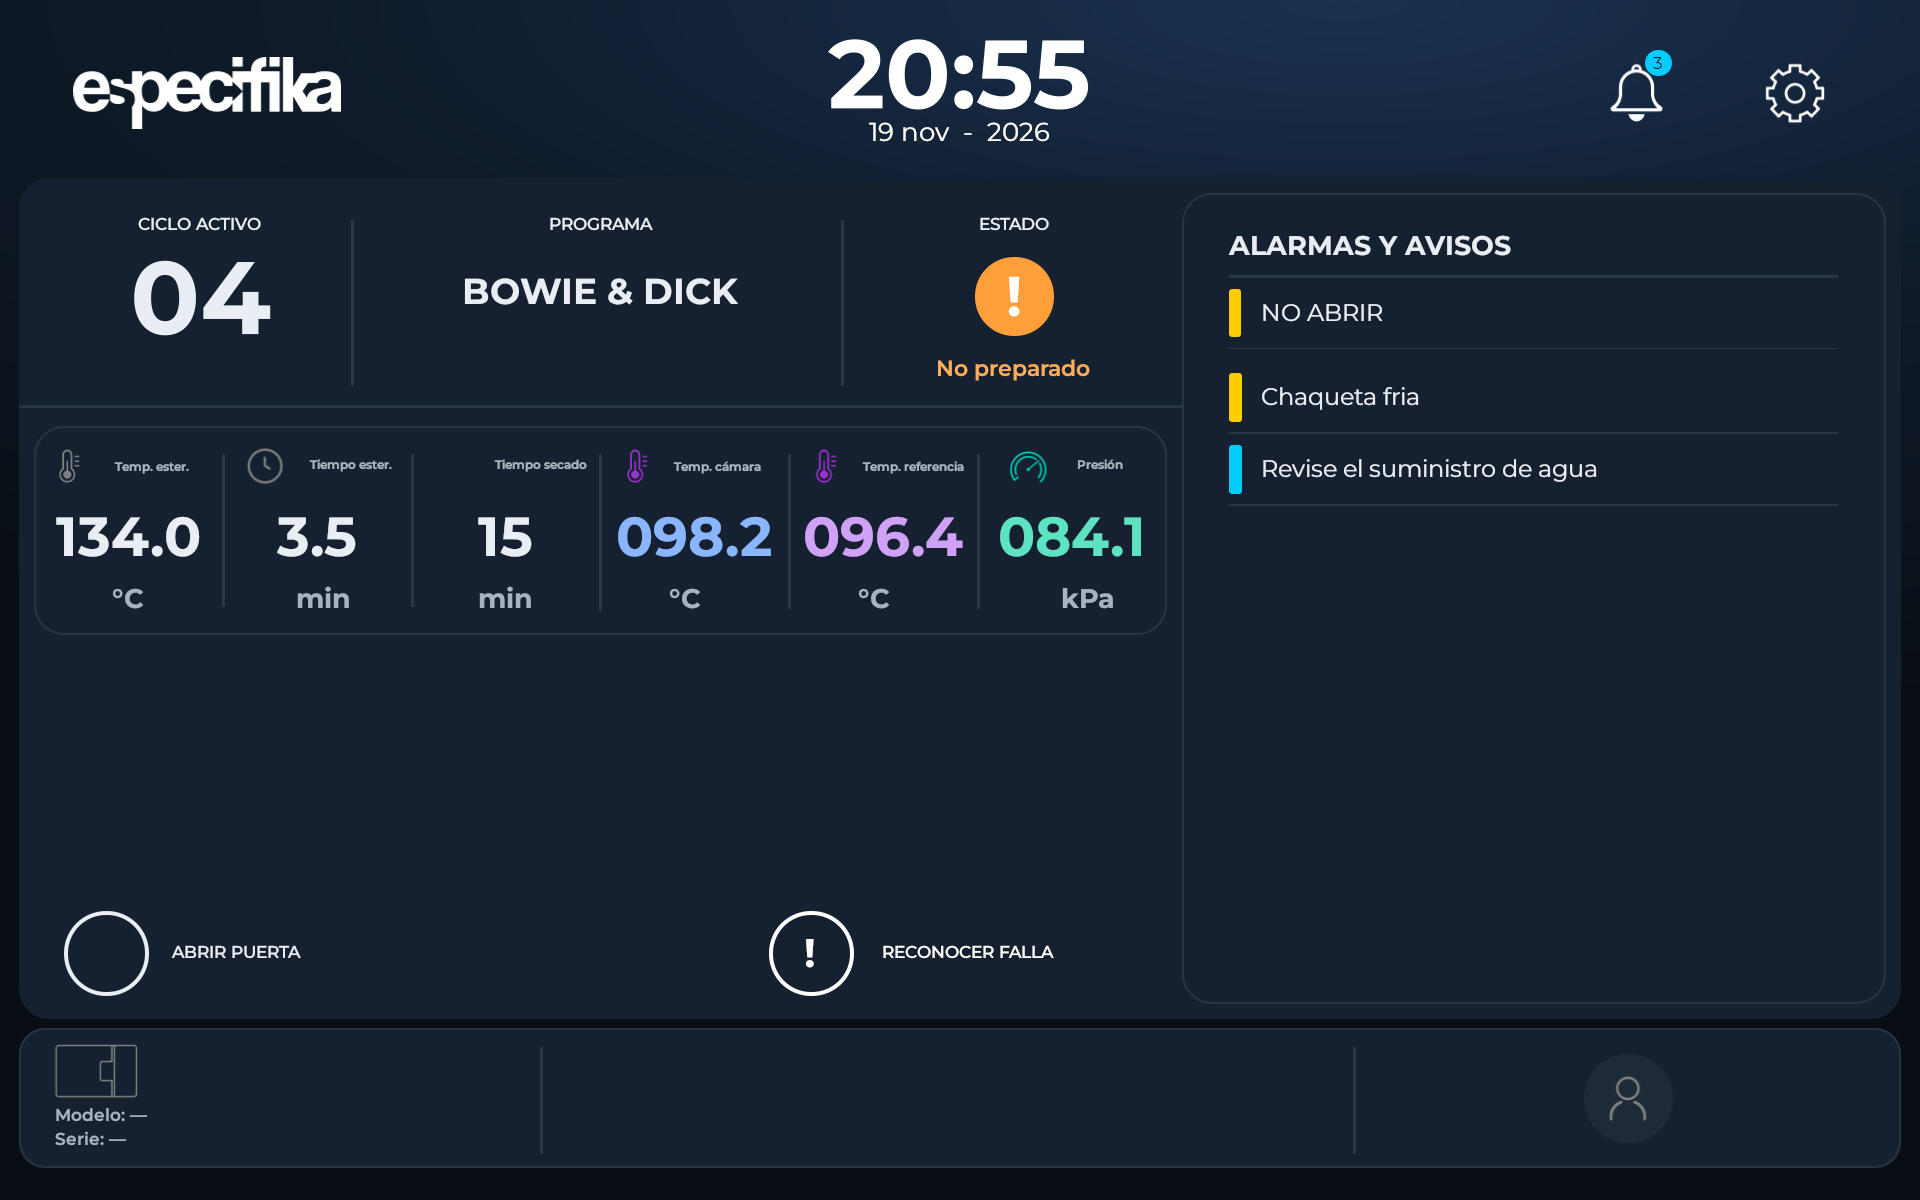 especifika
20:55
19 nov - 2026
3
CICLO ACTIVO
04
PROGRAMA
BOWIE & DICK
ESTADO
!
No preparado
ALARMAS Y AVISOS
NO ABRIR
Chaqueta fria
Revise el suministro de agua
Temp. ester.
134.0
°C
Tiempo ester.
3.5
min
Tiempo secado
15
min
Temp. cámara
098.2
°C
Temp. referencia
096.4
°C
Presión
084.1
kPa
ABRIR PUERTA
!
RECONOCER FALLA
Modelo: —
Serie: —